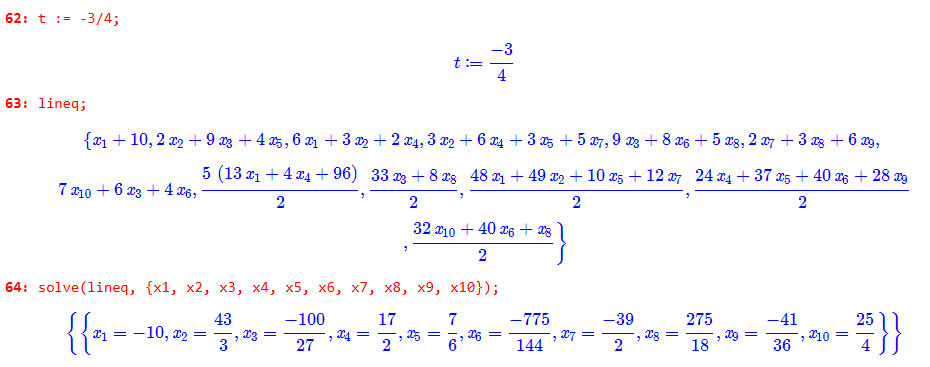 62: t := -3/4;
t := -3/4
63: lineq;
{x₁ + 10, 2 x₂ + 9 x₃ + 4 x₅, 6 x₁ + 3 x₂ + 2 x₄, 3 x₂ + 6 x₄ + 3 x₅ + 5 x₇, 9 x₃ + 8 x₆ + 5 x₈, 2 x₇ + 3 x₈ + 6 x₉,
7 x₁₀ + 6 x₃ + 4 x₆, 5 (13 x₁ + 4 x₄ + 96)/2, (33 x₃ + 8 x₈)/2, (48 x₁ + 49 x₂ + 10 x₅ + 12 x₇)/2, (24 x₄ + 37 x₅ + 40 x₆ + 28 x₉)/2
, (32 x₁₀ + 40 x₆ + x₈)/2}
64: solve(lineq, {x1, x2, x3, x4, x5, x6, x7, x8, x9, x10});
{{x₁ = −10, x₂ = 43/3, x₃ = −100/27, x₄ = 17/2, x₅ = 7/6, x₆ = −775/144, x₇ = −39/2, x₈ = 275/18, x₉ = −41/36, x₁₀ = 25/4}}